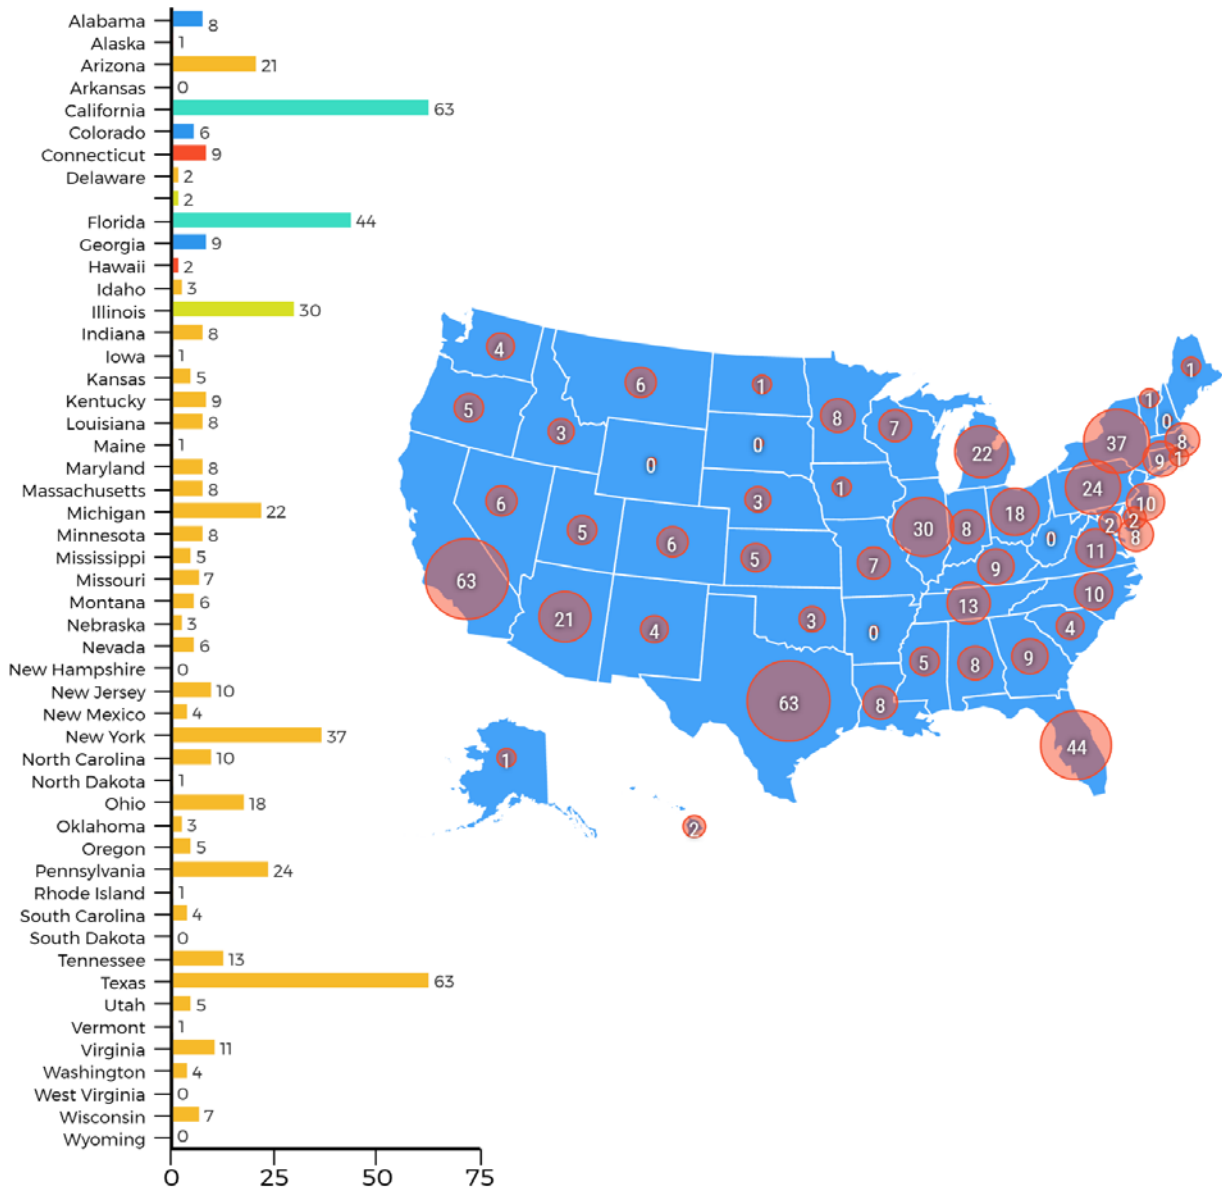 Alabama 8
Alaska 1
Arizona 21
Arkansas 0
California 63
Colorado 6
Connecticut 9
Delaware 2
2
Florida 44
Georgia 9
Hawaii 2
Idaho 3
Illinois 30
Indiana 8
Iowa 1
Kansas 5
Kentucky 9
Louisiana 8
Maine 1
Maryland 8
Massachusetts 8
Michigan 22
Minnesota 8
Mississippi 5
Missouri 7
Montana 6
Nebraska 3
Nevada 6
New Hampshire 0
New Jersey 10
New Mexico 4
New York 37
North Carolina 10
North Dakota 1
Ohio 18
Oklahoma 3
Oregon 5
Pennsylvania 24
Rhode Island 1
South Carolina 4
South Dakota 0
Tennessee 13
Texas 63
Utah 5
Vermont 1
Virginia 11
Washington 4
West Virginia 0
Wisconsin 7
Wyoming 0
0 25 50 75
4
1
6
1
1
5
8
7
0
3
37
8
0
22
1
0
9
24
1
3
6
10
18
2
2
30
8
5
8
6
0
11
5
7
9
63
10
13
21
3
4
4
0
9
5
8
63
8
44
1
2